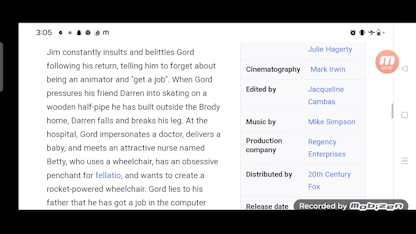 3:05
Jim constantly insults and belittles Gord
following his return, telling him to forget about
being an animator and "get a job". When Gord
pressures his friend Darren into skating on a
wooden half-pipe he has built outside the Brody
home, Darren falls and breaks his leg. At the
hospital, Gord impersonates a doctor, delivers a
baby, and meets an attractive nurse named
Betty, who uses a wheelchair, has an obsessive
penchant for fellatio, and wants to create a
rocket-powered wheelchair. Gord lies to his
father that he has got a job in the computer
Julie Hagerty
Cinematography Mark Irwin
Edited by Jacqueline
Cambas
Music by Mike Simpson
Production Regency
company Enterprises
Distributed by 20th Century
Fox
Release date
Recorded by Mobizen